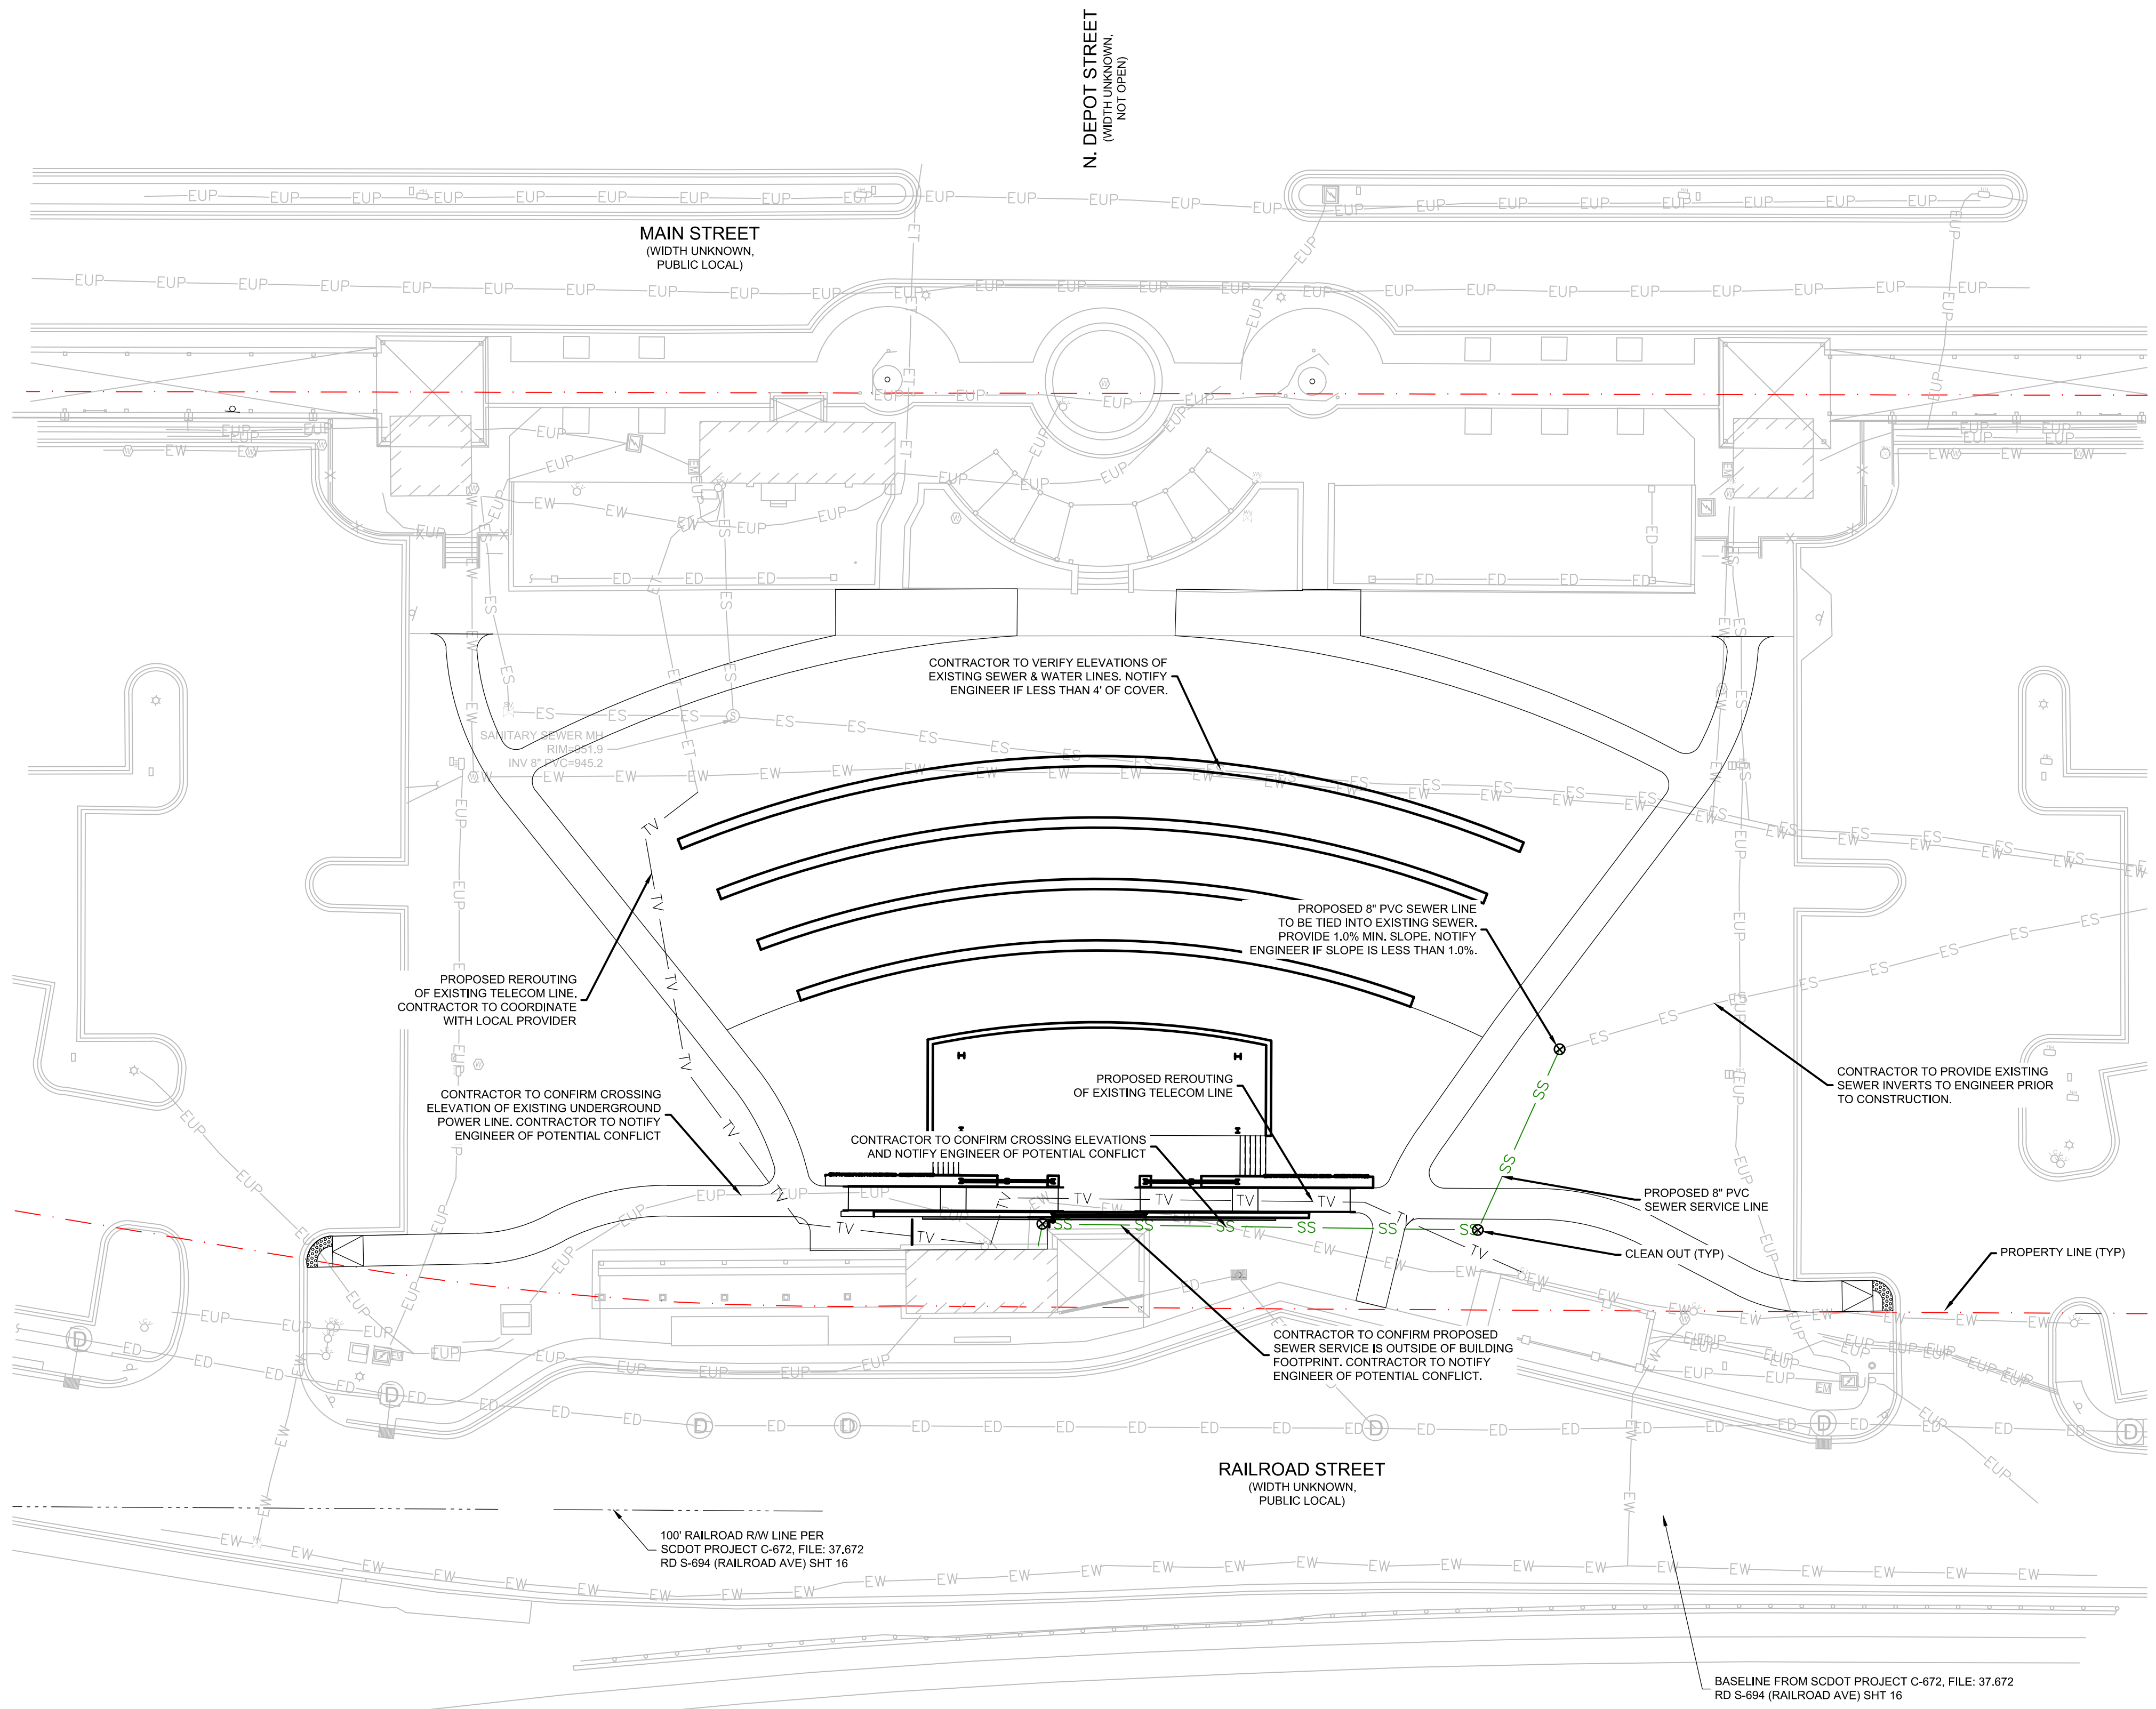 N. DEPOT STREET
(WIDTH UNKNOWN,
NOT OPEN)
MAIN STREET
(WIDTH UNKNOWN,
PUBLIC LOCAL)
CONTRACTOR TO VERIFY ELEVATIONS OF
EXISTING SEWER & WATER LINES. NOTIFY
ENGINEER IF LESS THAN 4' OF COVER.
SANITARY SEWER MH
RIM=951.9
INV 8" PVC=945.2
PROPOSED 8" PVC SEWER LINE
TO BE TIED INTO EXISTING SEWER.
PROVIDE 1.0% MIN. SLOPE. NOTIFY
ENGINEER IF SLOPE IS LESS THAN 1.0%.
PROPOSED REROUTING
OF EXISTING TELECOM LINE.
CONTRACTOR TO COORDINATE
WITH LOCAL PROVIDER
CONTRACTOR TO CONFIRM CROSSING
ELEVATION OF EXISTING UNDERGROUND
POWER LINE. CONTRACTOR TO NOTIFY
ENGINEER OF POTENTIAL CONFLICT
PROPOSED REROUTING
OF EXISTING TELECOM LINE
CONTRACTOR TO PROVIDE EXISTING
SEWER INVERTS TO ENGINEER PRIOR
TO CONSTRUCTION.
CONTRACTOR TO CONFIRM CROSSING ELEVATIONS
AND NOTIFY ENGINEER OF POTENTIAL CONFLICT
PROPOSED 8" PVC
SEWER SERVICE LINE
CLEAN OUT (TYP)
PROPERTY LINE (TYP)
CONTRACTOR TO CONFIRM PROPOSED
SEWER SERVICE IS OUTSIDE OF BUILDING
FOOTPRINT. CONTRACTOR TO NOTIFY
ENGINEER OF POTENTIAL CONFLICT.
RAILROAD STREET
(WIDTH UNKNOWN,
PUBLIC LOCAL)
100' RAILROAD R/W LINE PER
SCDOT PROJECT C-672, FILE: 37.672
RD S-694 (RAILROAD AVE) SHT 16
BASELINE FROM SCDOT PROJECT C-672, FILE: 37.672
RD S-694 (RAILROAD AVE) SHT 16